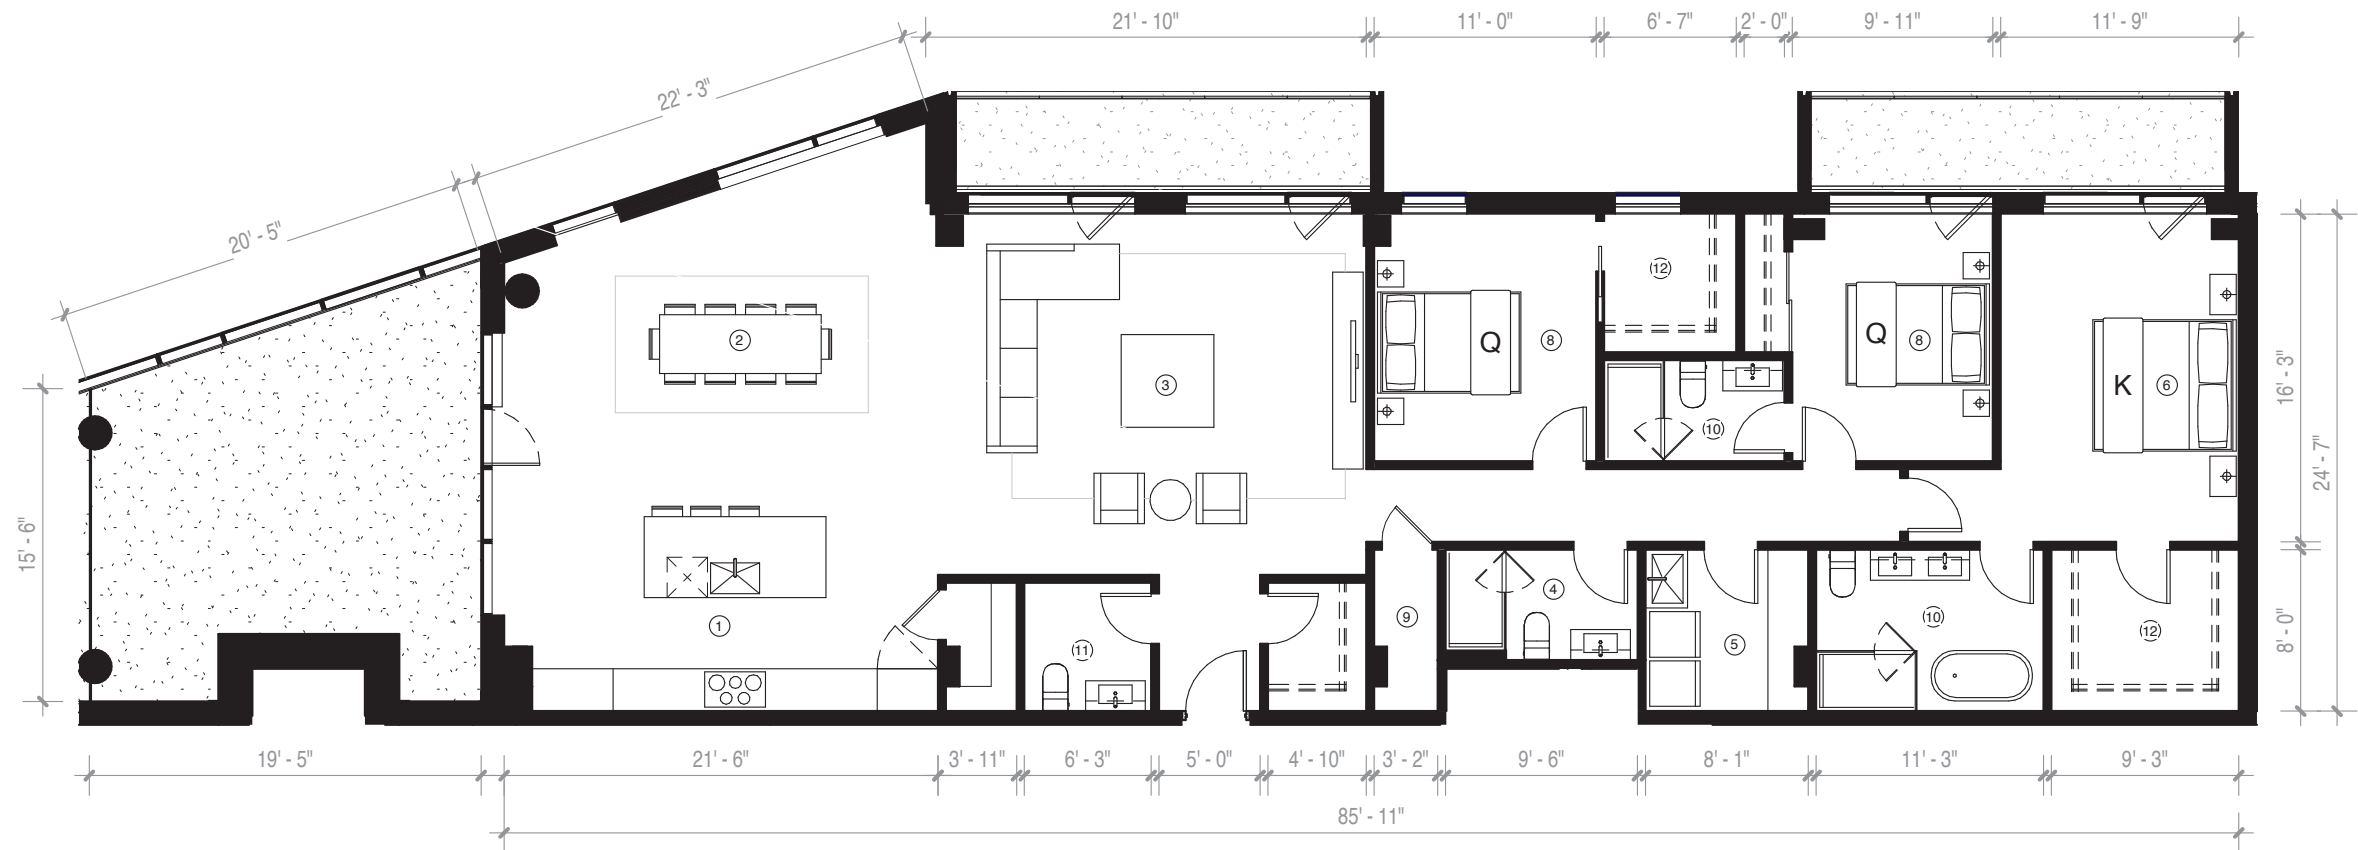 21' - 10"
11' - 0"
6' - 7"
2' - 0"
9' - 11"
11' - 9"
22' - 3"
20' - 5"
15' - 6"
12
2
3
Q
8
Q
8
K
6
10
16' - 3"
24' - 7"
1
11
9
4
5
10
12
8' - 0"
19' - 5"
21' - 6"
3' - 11"
6' - 3"
5' - 0"
4' - 10"
3' - 2"
9' - 6"
8' - 1"
11' - 3"
9' - 3"
85' - 11"